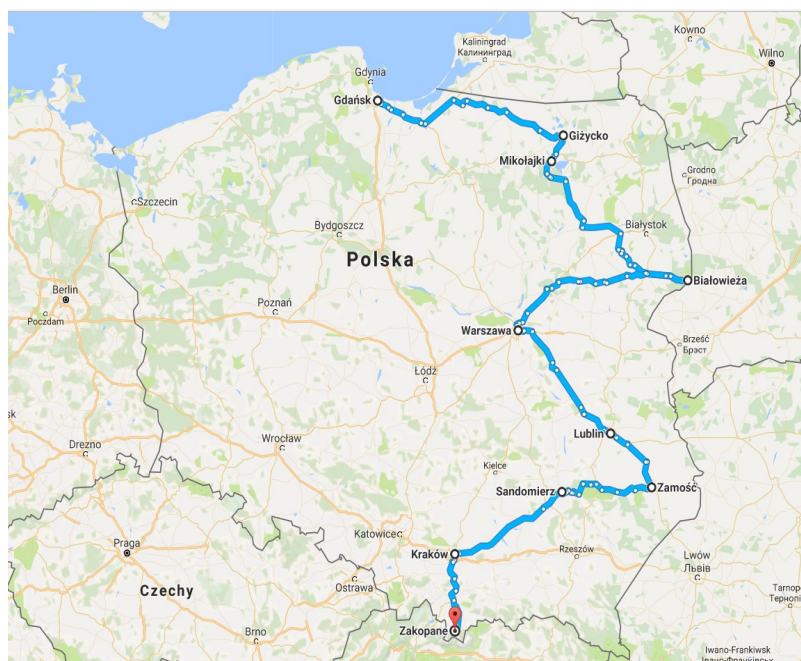 Kowno
Wilno
Kaliningrad
Калининград
Gdynia
Gdańsk
Giżycko
Mikołajki
Grodno
Гродна
Szczecin
Bydgoszcz
Białystok
Polska
Białowieża
Berlin
Poczdam
Poznań
Warszawa
Brześć
Брэст
Łódź
Lublin
Drezno
Wrocław
Kielce
Sandomierz
Zamość
Katowice
Kraków
Rzeszów
Praga
Lwów
Львів
Czechy
Ostrawa
Zakopane
Brno
Iwano-Frankiwsk